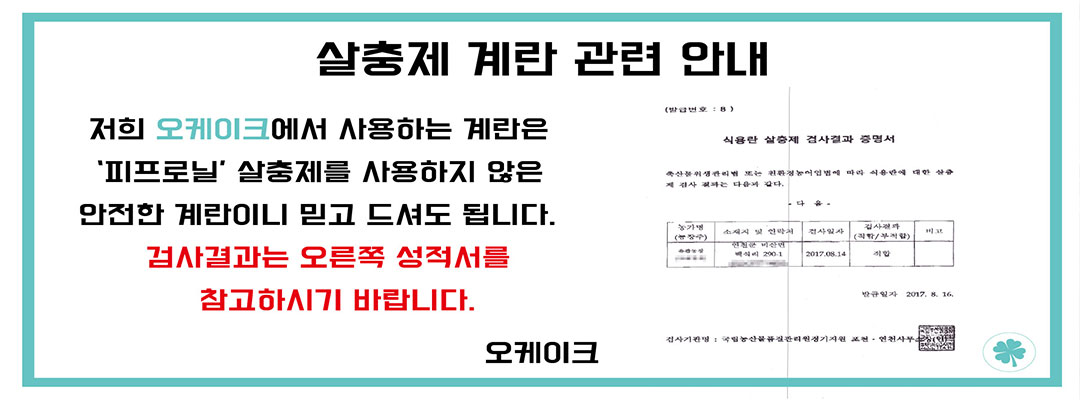 살충제 계란 관련 안내
저희 오케이크에서 사용하는 계란은
'피프로닐' 살충제를 사용하지 않은
안전한 계란이니 믿고 드셔도 됩니다.
검사결과는 오른쪽 성적서를
참고하시기 바랍니다.
오케이크
(발급번호 : 8 )
식용란 살충제 검사결과 증명서
축산물위생관리법 또는 친환경농어업법에 따라 식용란에 대한 살충
제 검사 결과는 다음과 같다.
- 다 음 -
농가명 소재지 및 연락처 검사일자 검사결과 비고
(농장주) (적합/부적합)
연천군 미산면
백석리 290-1 2017.08.14 적합
발급일자 2017. 8. 16.
검사기관명 : 국립농산물품질관리원경기지원 포천·연천사무소